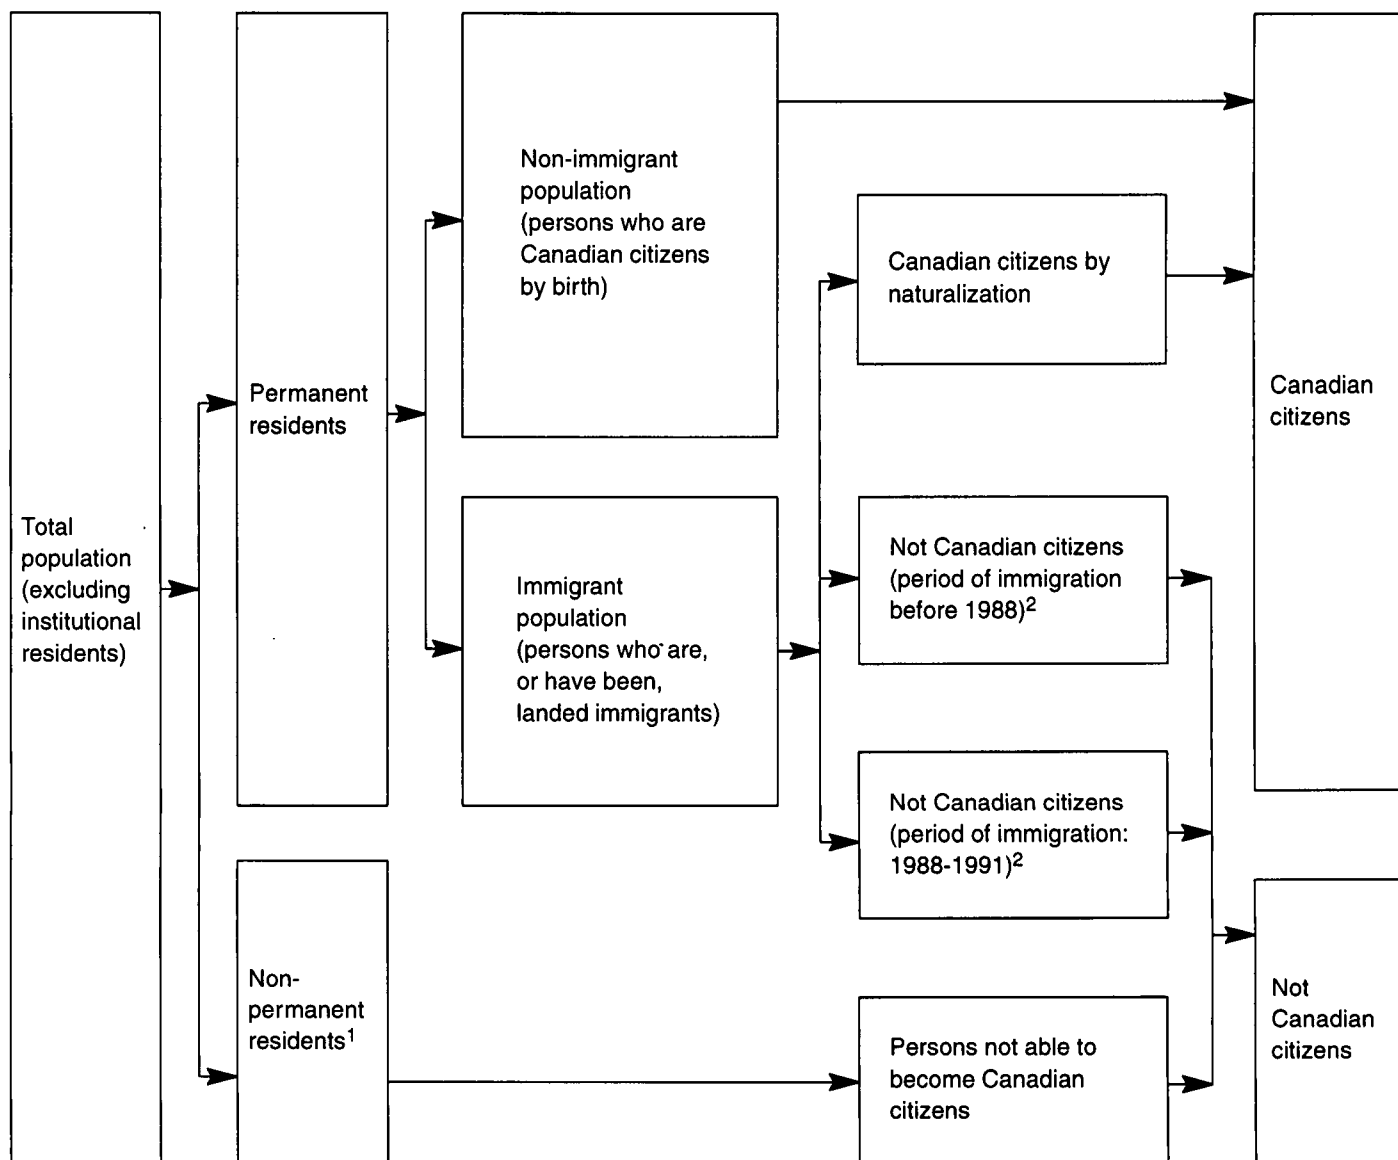 Total
population
(excluding
institutional
residents)
Permanent
residents
Non-
permanent
residents1
Non-immigrant
population
(persons who are
Canadian citizens
by birth)
Immigrant
population
(persons who are,
or have been,
landed immigrants)
Canadian citizens by
naturalization
Not Canadian citizens
(period of immigration
before 1988)2
Not Canadian citizens
(period of immigration:
1988-1991)2
Persons not able to
become Canadian
citizens
Canadian
citizens
Not
Canadian
citizens